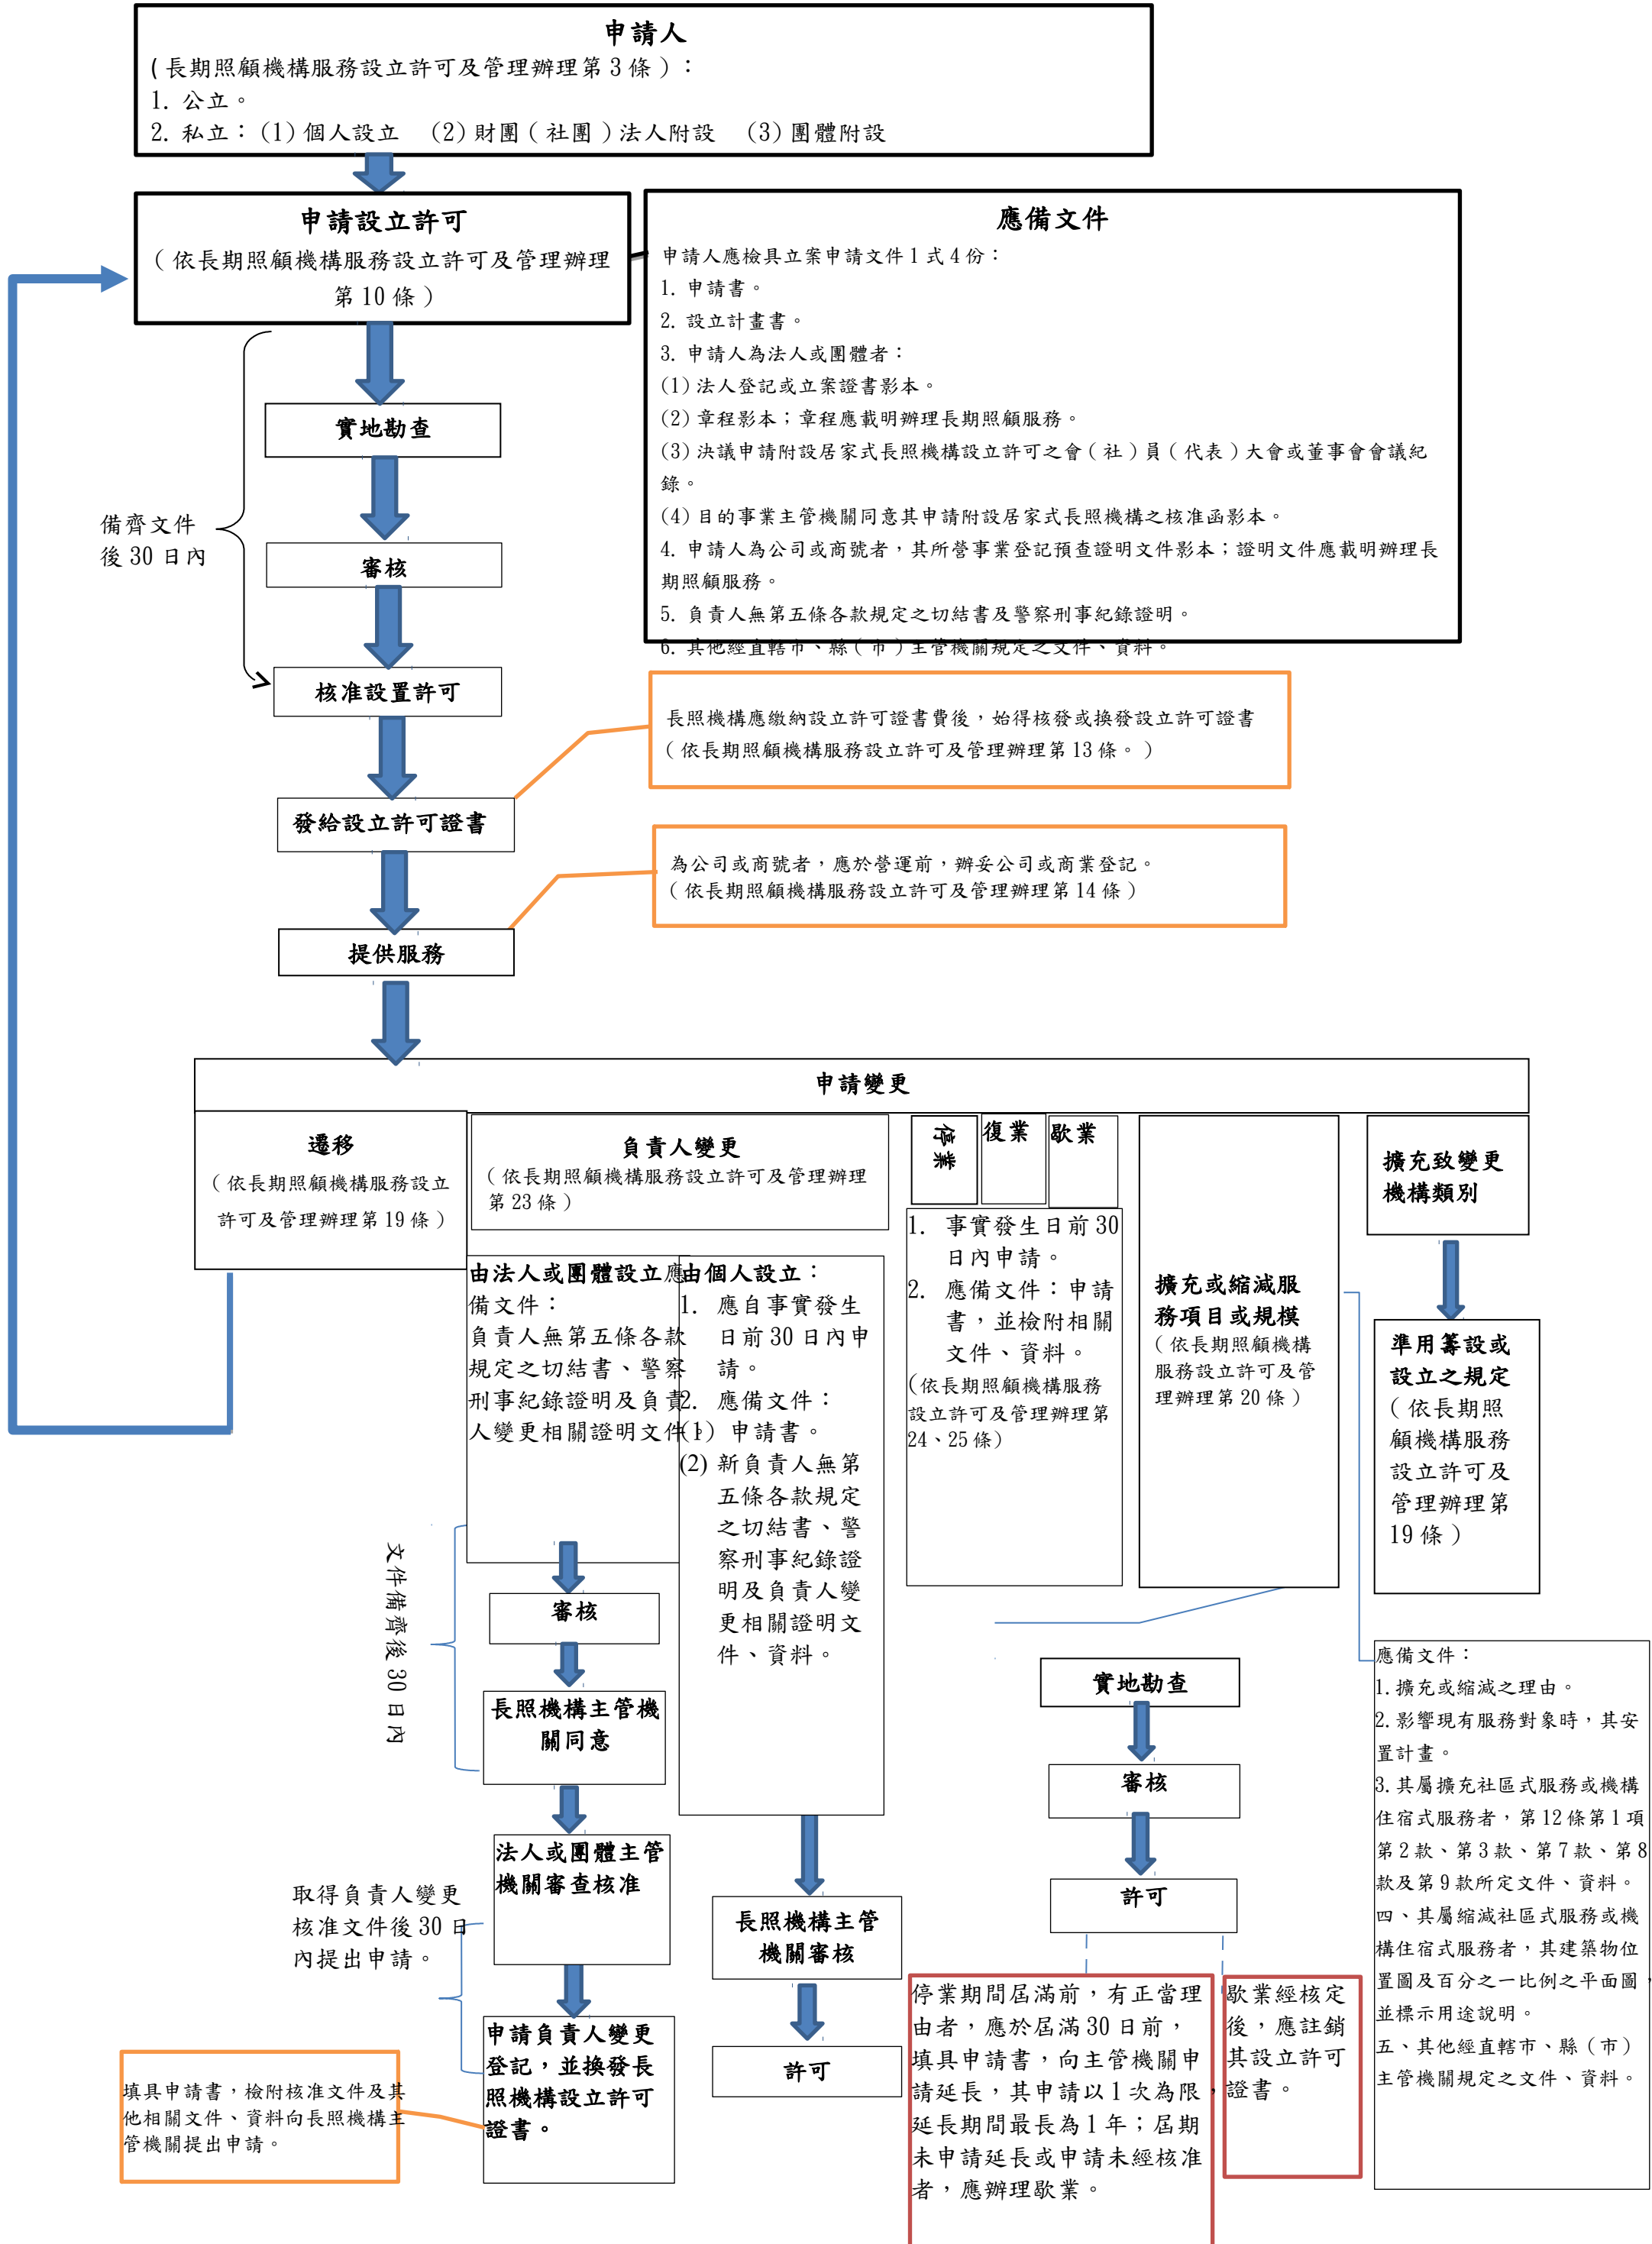 申請人
(長期照顧機構服務設立許可及管理辦理第3條）：
1. 公立。
2. 私立：(1)個人設立　(2)財團（社團）法人附設　(3)團體附設
申請設立許可
（依長期照顧機構服務設立許可及管理辦理
第10條）
應備文件
申請人應檢具立案申請文件1式4份：
1. 申請書。
2. 設立計畫書。
3. 申請人為法人或團體者：
(1)法人登記或立案證書影本。
(2)章程影本；章程應載明辦理長期照顧服務。
(3)決議申請附設居家式長照機構設立許可之會（社）員（代表）大會或董事會會議紀
錄。
(4)目的事業主管機關同意其申請附設居家式長照機構之核准函影本。
4. 申請人為公司或商號者，其所營事業登記預查證明文件影本；證明文件應載明辦理長
期照顧服務。
5. 負責人無第五條各款規定之切結書及警察刑事紀錄證明。
6. 其他經直轄市、縣（市）主管機關規定之文件、資料。
實地勘查
備齊文件
後30日內
審核
核准設置許可
長照機構應繳納設立許可證書費後，始得核發或換發設立許可證書
（依長期照顧機構服務設立許可及管理辦理第13條。）
發給設立許可證書
為公司或商號者，應於營運前，辦妥公司或商業登記。
（依長期照顧機構服務設立許可及管理辦理第14條）
提供服務
申請變更
遷移
（依長期照顧機構服務設立
許可及管理辦理第19條）
負責人變更
（依長期照顧機構服務設立許可及管理辦理
第23條）
停業
復業
歇業
1. 事實發生日前30
日內申請。
2. 應備文件：申請
書，並檢附相關
文件、資料。
(依長期照顧機構服務
設立許可及管理辦理第
24、25條)
擴充或縮減服
務項目或規模
（依長期照顧機構
服務設立許可及管
理辦理第20條）
擴充致變更
機構類別
準用籌設或
設立之規定
（依長期照
顧機構服務
設立許可及
管理辦理第
19條）
由法人或團體設立應
備文件：
負責人無第五條各款
規定之切結書、警察
刑事紀錄證明及負責
人變更相關證明文件。
由個人設立：
1. 應自事實發生
日前30日內申
請。
2. 應備文件：
(1) 申請書。
(2) 新負責人無第
五條各款規定
之切結書、警
察刑事紀錄證
明及負責人變
更相關證明文
件、資料。
文件備齊後30日內
審核
長照機構主管機
關同意
法人或團體主管
機關審查核准
取得負責人變更
核准文件後30日
內提出申請。
申請負責人變更
登記，並換發長
照機構設立許可
證書。
填具申請書，檢附核准文件及其
他相關文件、資料向長照機構主
管機關提出申請。
長照機構主管
機關審核
許可
實地勘查
審核
許可
停業期間屆滿前，有正當理
由者，應於屆滿30日前，
填具申請書，向主管機關申
請延長，其申請以1次為限，
延長期間最長為1年；屆期
未申請延長或申請未經核准
者，應辦理歇業。
歇業經核定
後，應註銷
其設立許可
證書。
應備文件：
1.擴充或縮減之理由。
2.影響現有服務對象時，其安
置計畫。
3.其屬擴充社區式服務或機構
住宿式服務者，第12條第1項
第2款、第3款、第7款、第8
款及第9款所定文件、資料。
四、其屬縮減社區式服務或機
構住宿式服務者，其建築物位
置圖及百分之一比例之平面圖，
並標示用途說明。
五、其他經直轄市、縣（市）
主管機關規定之文件、資料。